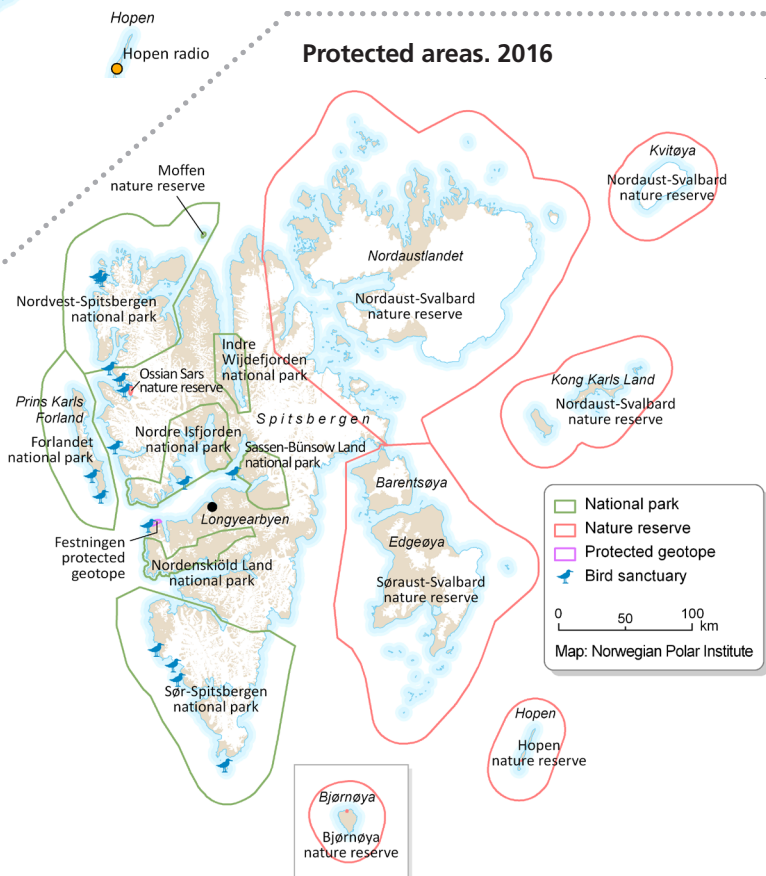 Hopen
Hopen radio
Protected areas. 2016
Moffen
nature reserve
Kvitøya
Nordaust-Svalbard
nature reserve
Nordaustlandet
Nordaust-Svalbard
nature reserve
Nordvest-Spitsbergen
national park
Indre
Wijdefjorden
national park
Ossian Sars
nature reserve
Kong Karls Land
Nordaust-Svalbard
nature reserve
Prins Karls
Forland
Forlandet
national park
Spitsbergen
Nordre Isfjorden
national park
Sassen-Bünsow Land
national park
Barentsøya
Longyearbyen
Edgeøya
Festningen
protected
geotope
Nordenskiöld Land
national park
Søraust-Svalbard
nature reserve
National park
Nature reserve
Protected geotope
Bird sanctuary
0 50 100
km
Map: Norwegian Polar Institute
Sør-Spitsbergen
national park
Hopen
Hopen
nature reserve
Bjørnøya
Bjørnøya
nature reserve